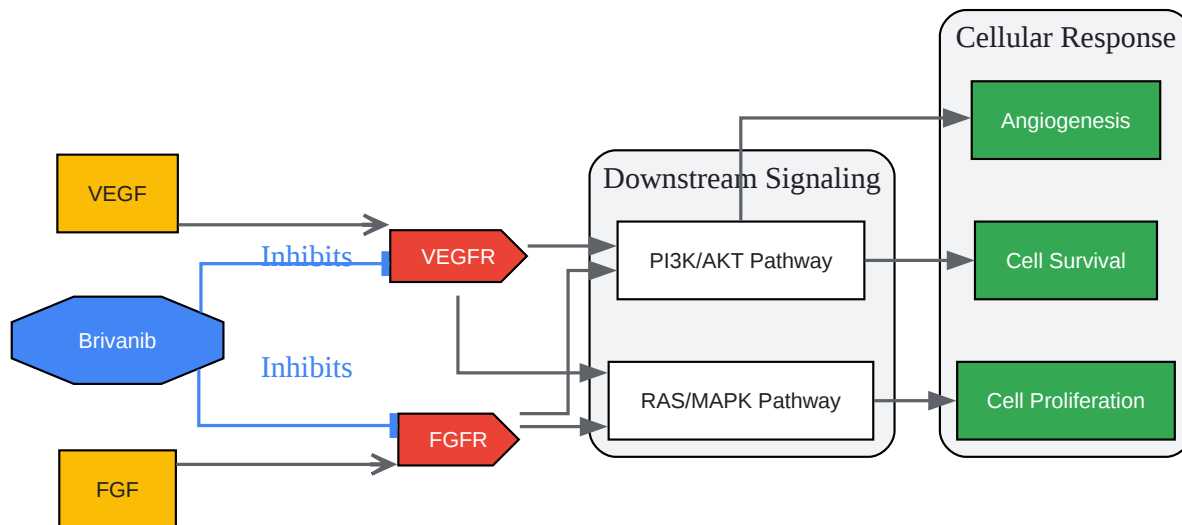 Cellular Response
Angiogenesis
Downstream Signaling
VEGF
Inhibits
VEGFR
PI3K/AKT Pathway
Cell Survival
Brivanib
Inhibits
RAS/MAPK Pathway
Cell Proliferation
FGFR
FGF